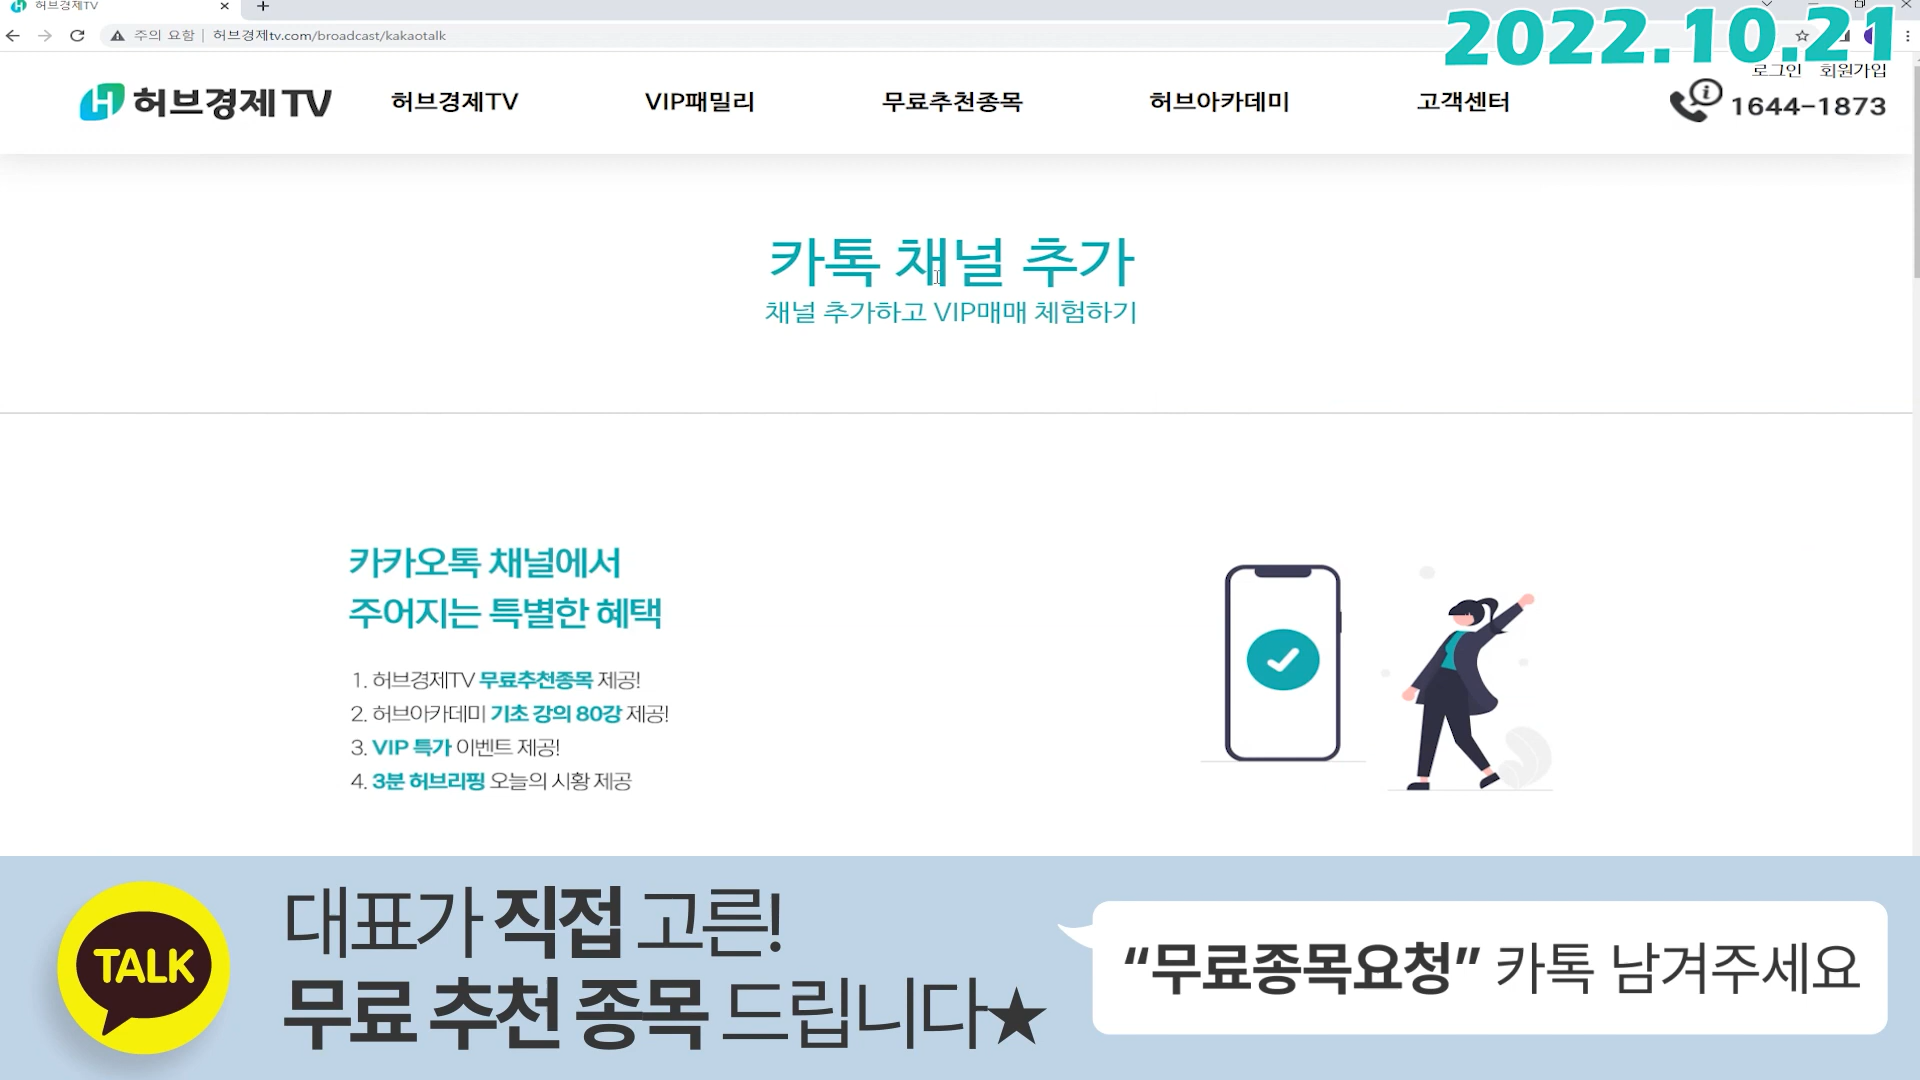 허브경제TV
2022.10.21
주의 요함 | 허브경제tv.com/broadcast/kakaotalk
로그인 회원가입
허브경제TV 허브경제TV VIP패밀리 무료추천종목 허브아카데미 고객센터 1644-1873
카톡 채널 추가
채널 추가하고 VIP매매 체험하기
카카오톡 채널에서
주어지는 특별한 혜택
1. 허브경제TV 무료추천종목 제공!
2. 허브아카데미 기초 강의 80강 제공!
3. VIP 특가 이벤트 제공!
4. 3분 허브리핑 오늘의 시황 제공
TALK
대표가 직접 고른!
무료 추천 종목 드립니다★
“무료종목요청” 카톡 남겨주세요